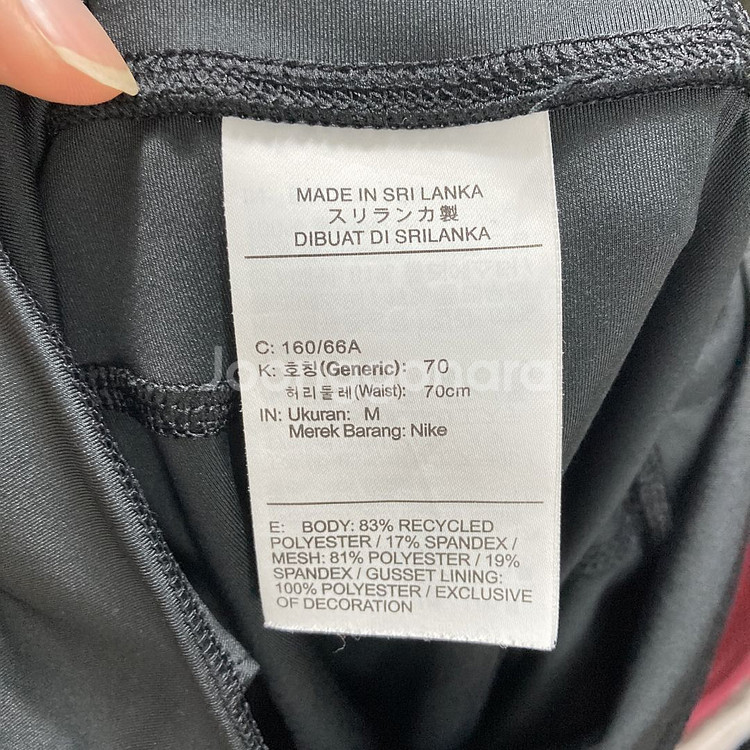 MADE IN SRI LANKA
スリランカ製
DIBUAT DI SRILANKA
C: 160/66A
K: 호칭(Generic): 70
허리둘레(Waist): 70cm
IN: Ukuran: M
Merek Barang: Nike
E: BODY: 83% RECYCLED
POLYESTER / 17% SPANDEX /
MESH: 81% POLYESTER / 19%
SPANDEX / GUSSET LINING:
100% POLYESTER / EXCLUSIVE
OF DECORATION